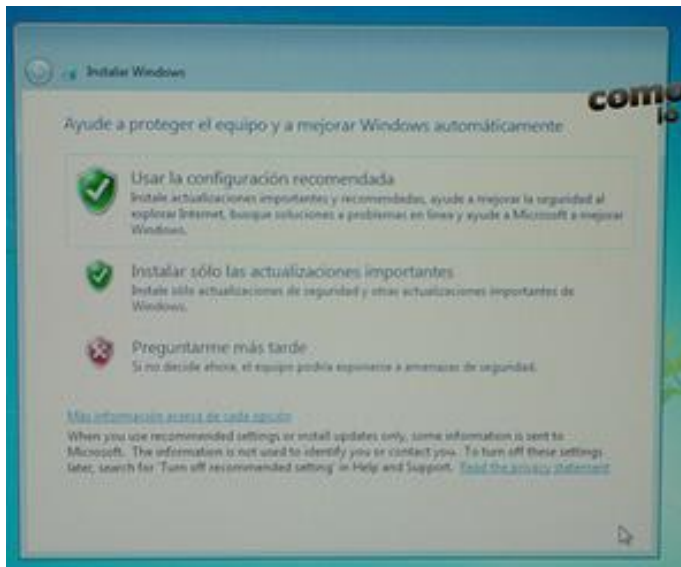 Instalar Windows
como
lo
Ayude a proteger el equipo y a mejorar Windows automáticamente
Usar la configuración recomendada
Instale actualizaciones importantes y recomendadas, ayude a mejorar la seguridad al
explorar Internet, busque soluciones a problemas en línea y ayude a Microsoft a mejorar
Windows.
Instalar sólo las actualizaciones importantes
Instale sólo actualizaciones de seguridad y otras actualizaciones importantes de
Windows.
Preguntarme más tarde
Si no decide ahora, el equipo podría exponerse a amenazas de seguridad.
Más información acerca de cada opción
When you use recommended settings or install updates only, some information is sent to
Microsoft. The information is not used to identify you or contact you. To turn off these settings
later, search for 'Turn off recommended setting' in Help and Support. Read the privacy statement